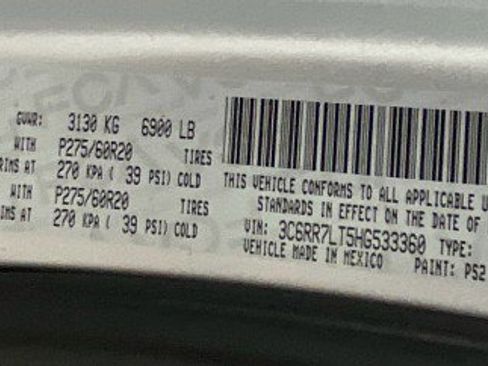 GVWR: 3130 KG 6900 LB
WITH P275/60R20 TIRES
RIMS AT 270 KPA ( 39 PSI) COLD
WITH P275/60R20 TIRES
RIMS AT 270 KPA ( 39 PSI) COLD
THIS VEHICLE CONFORMS TO ALL APPLICABLE U
STANDARDS IN EFFECT ON THE DATE OF
VIN: 3C6RR7LT5HG533360 TYPE:
VEHICLE MADE IN MEXICO PAINT: PS2